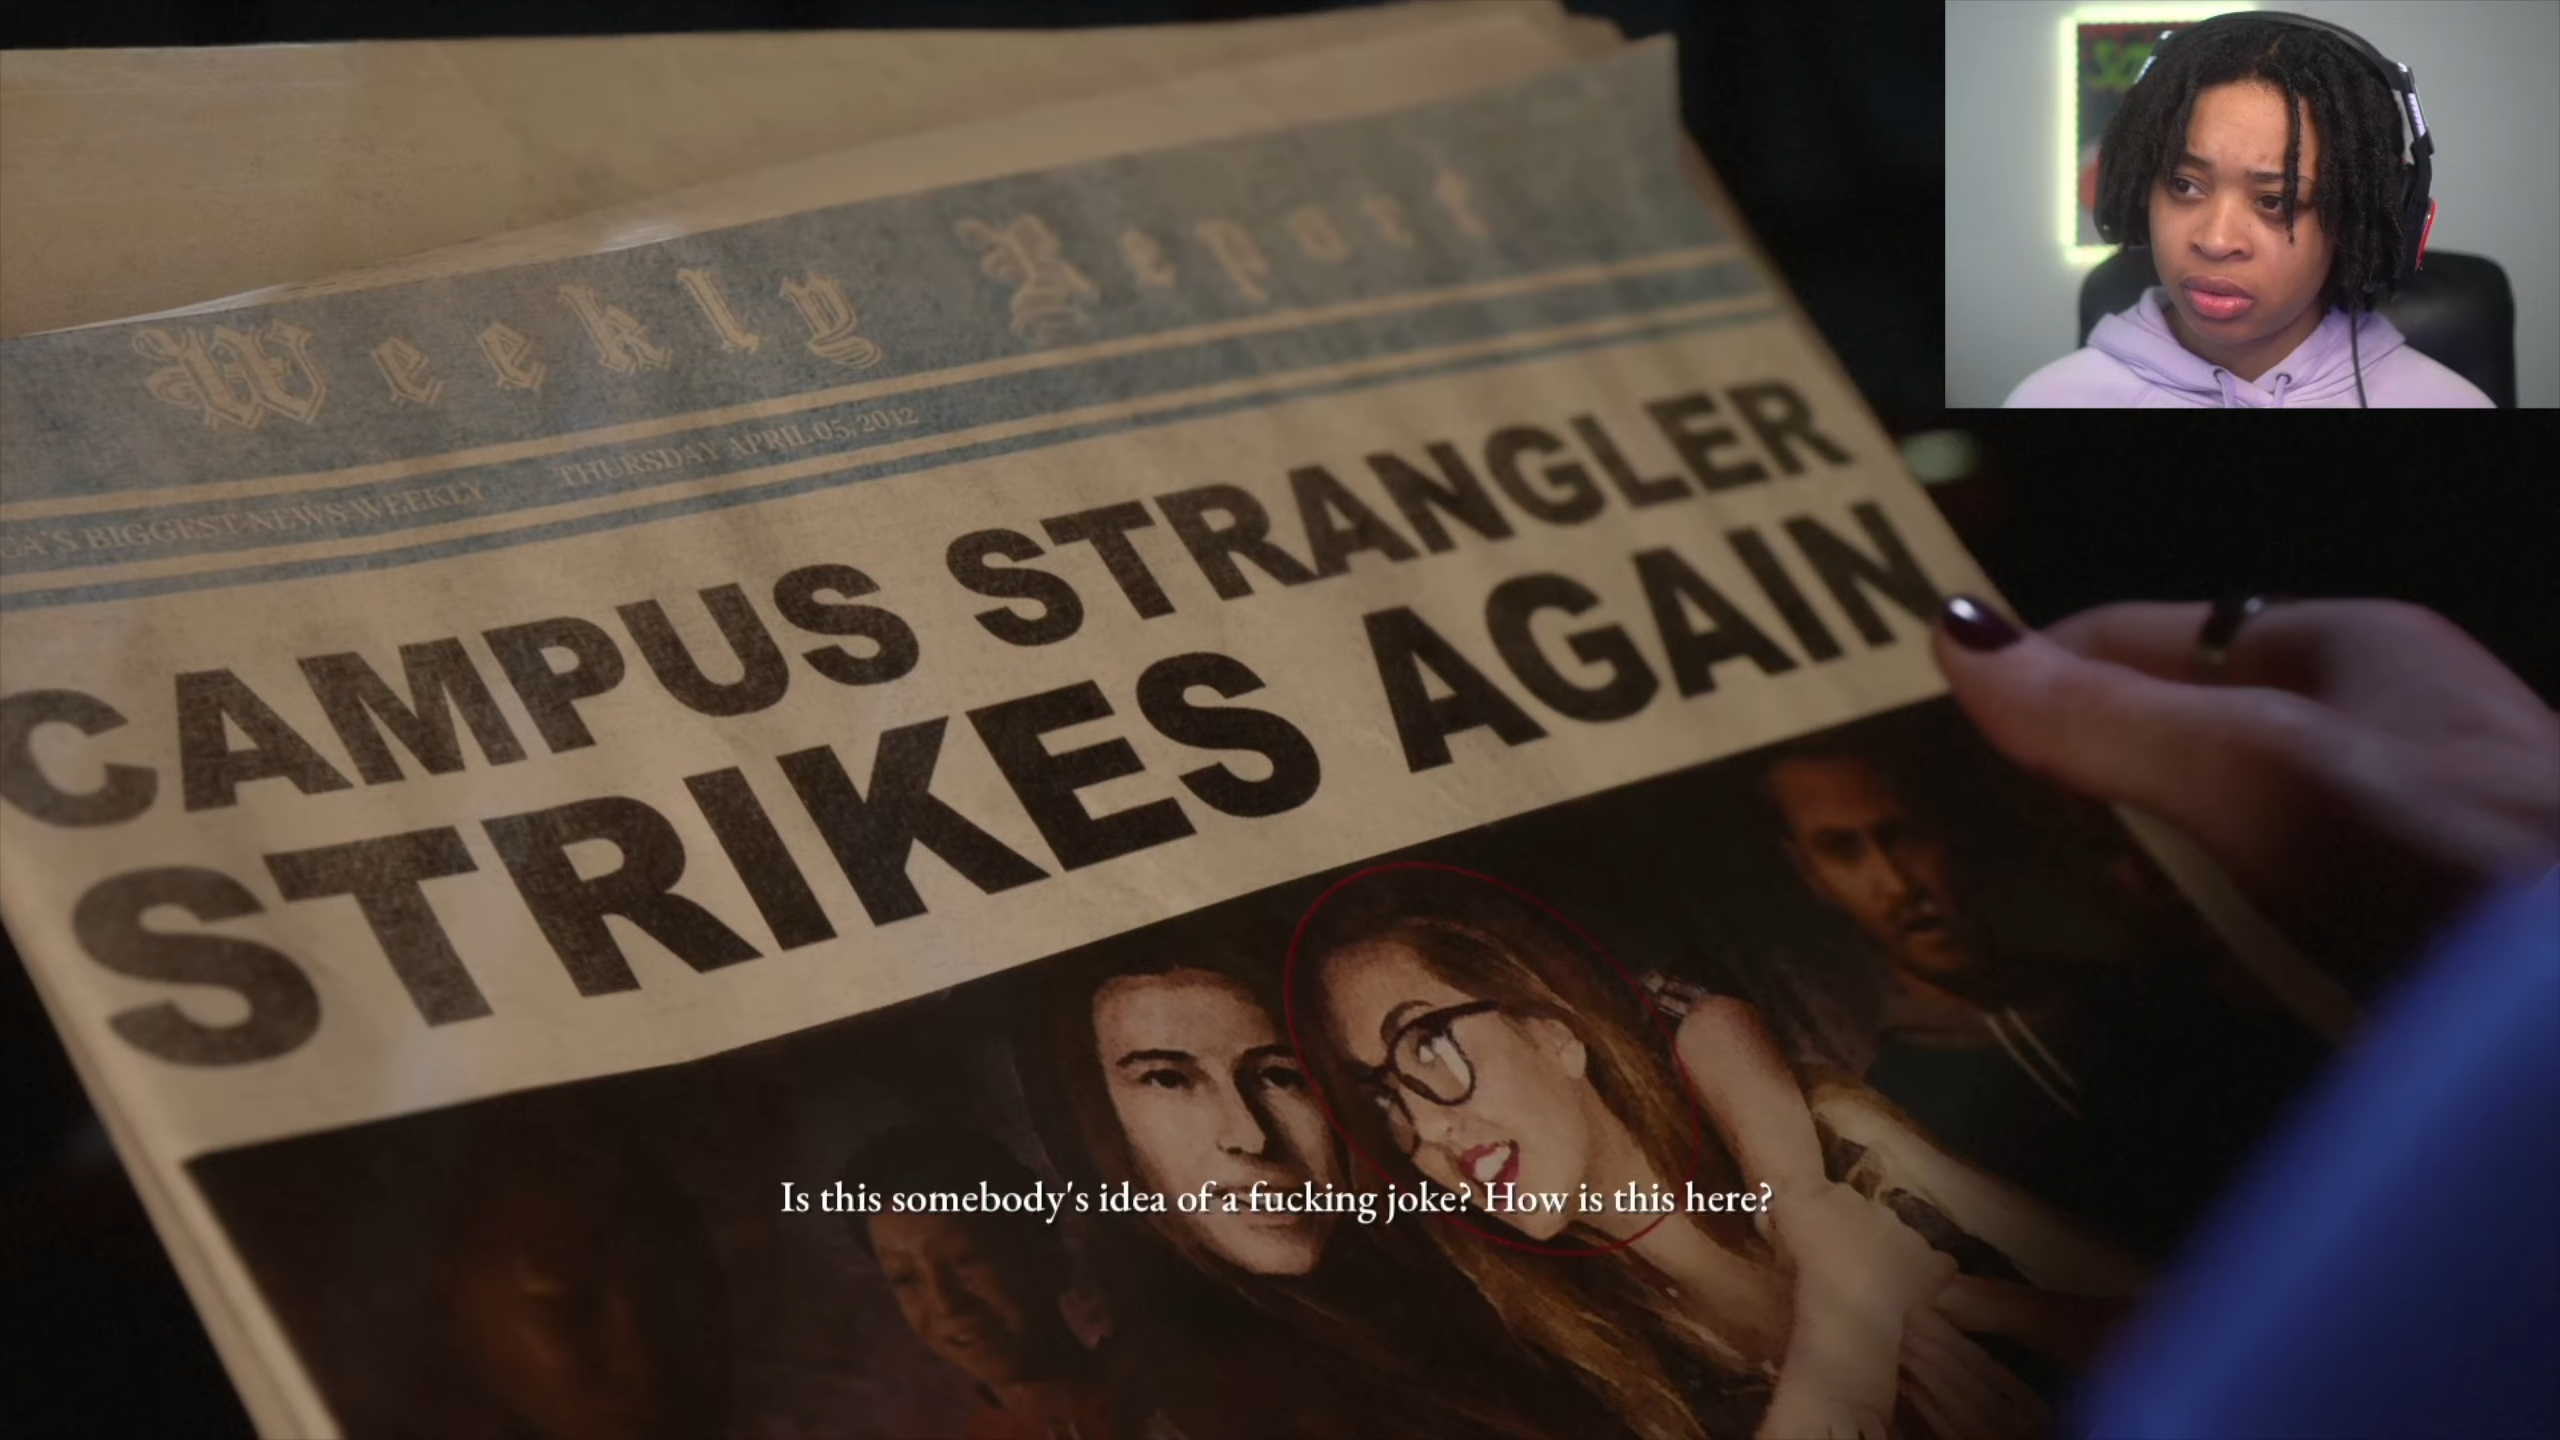 Weekly Report
GA'S BIGGEST NEWS WEEKLY THURSDAY APRIL 05, 2012
CAMPUS STRANGLER
STRIKES AGAIN
Is this somebody's idea of a fucking joke? How is this here?